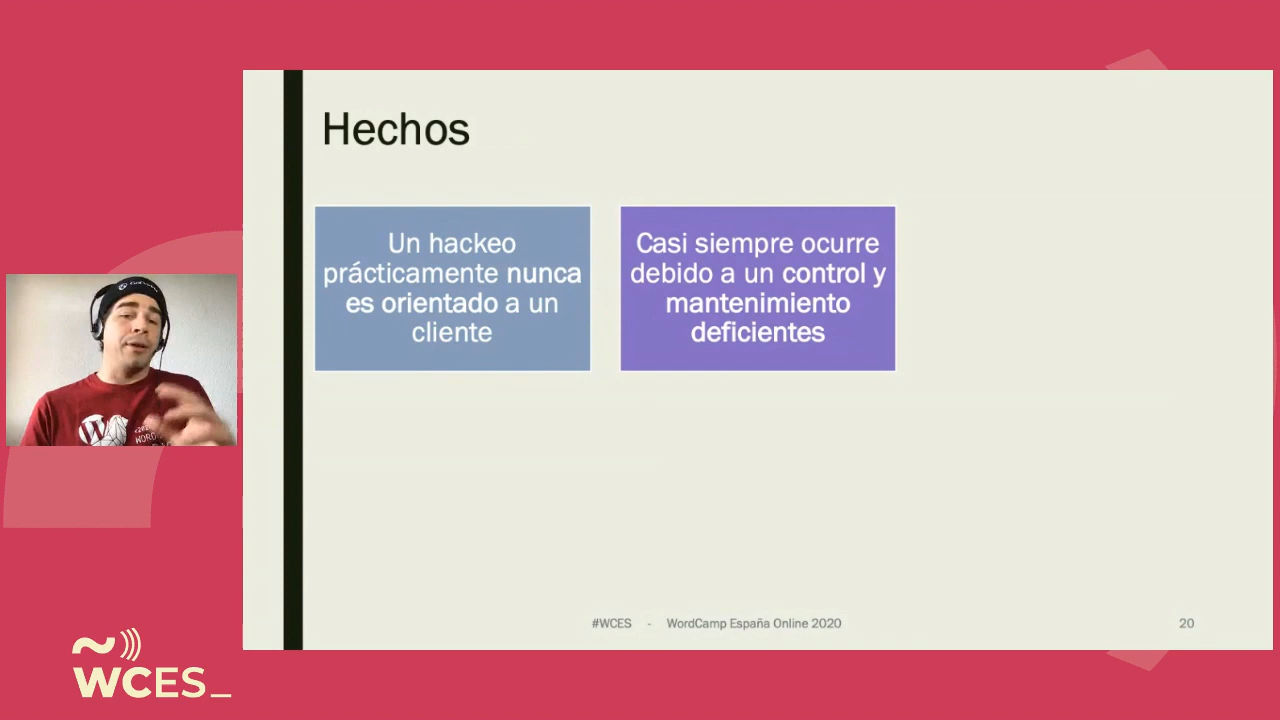 Hechos
Un hackeo
prácticamente nunca
es orientado a un
cliente
Casi siempre ocurre
debido a un control y
mantenimiento
deficientes
#WCES - WordCamp España Online 2020
20
WCES_